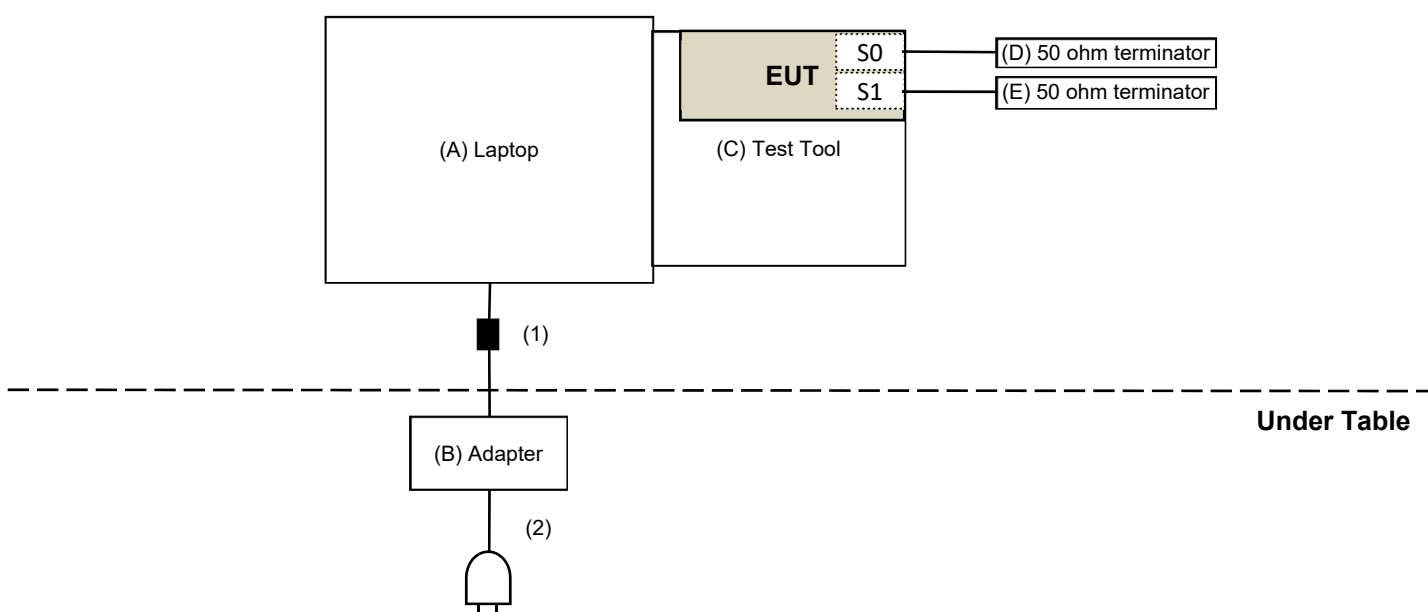 S0
(D) 50 ohm terminator
EUT
S1
(E) 50 ohm terminator
(A) Laptop
(C) Test Tool
(1)
Under Table
(B) Adapter
(2)